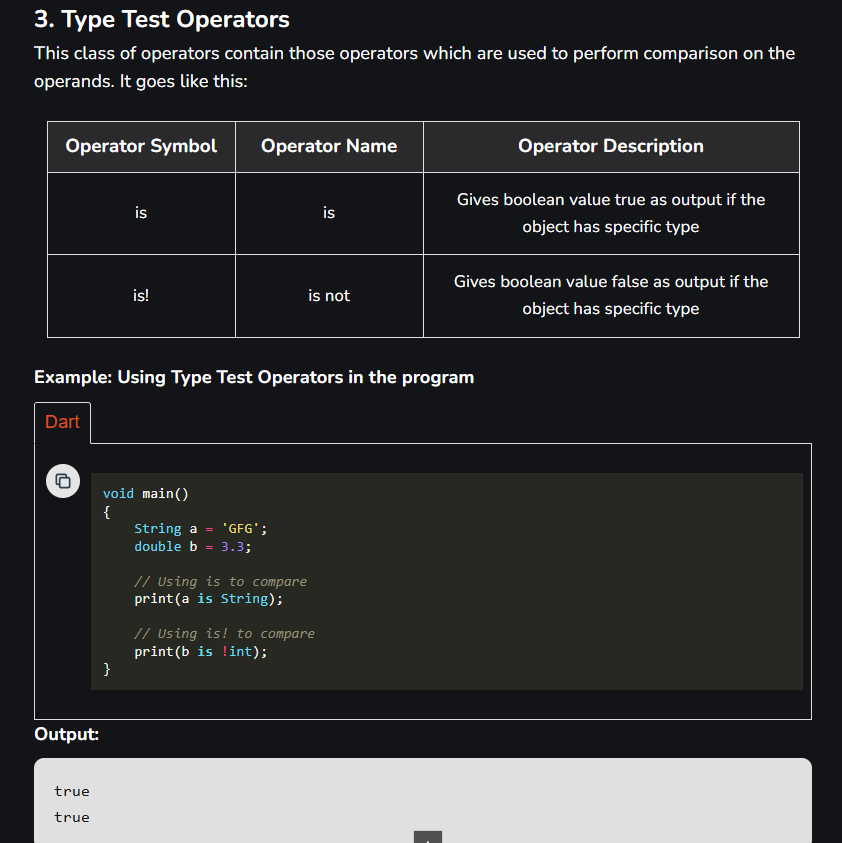 3. Type Test Operators
This class of operators contain those operators which are used to perform comparison on the
operands. It goes like this:
Operator Symbol Operator Name Operator Description
is is Gives boolean value true as output if the
object has specific type
is! is not Gives boolean value false as output if the
object has specific type
Example: Using Type Test Operators in the program
Dart
void main()
{
    String a = 'GFG';
    double b = 3.3;
    // Using is to compare
    print(a is String);
    // Using is! to compare
    print(b is !int);
}
Output:
true
true